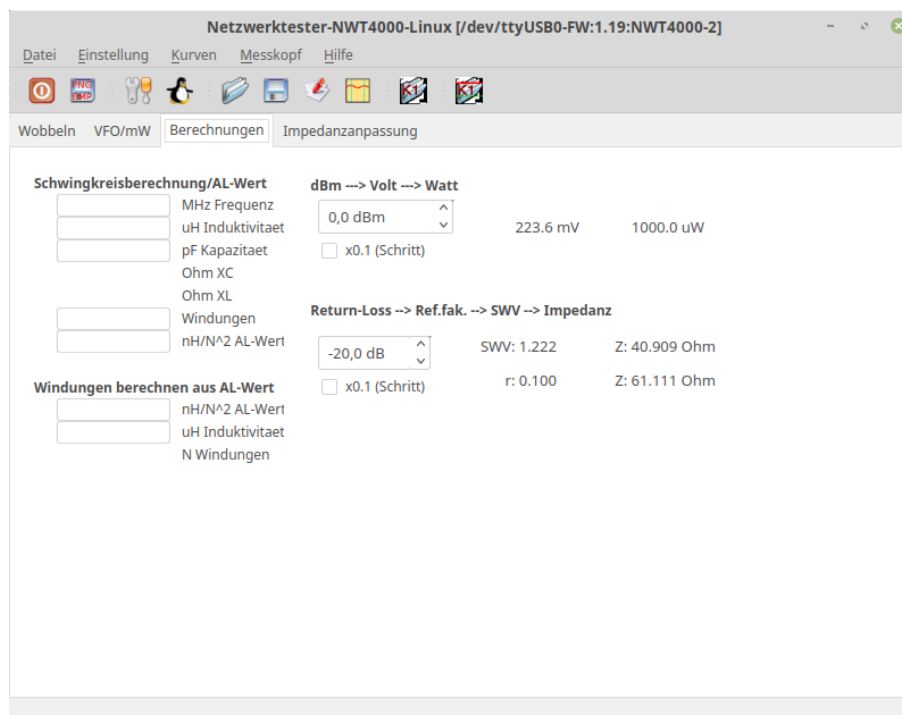 Netzwerktester-NWT4000-Linux [/dev/ttyUSB0-FW:1.19:NWT4000-2]
Datei Einstellung Kurven Messkopf Hilfe
PNG
BMP
K1
K1
Wobbeln VFO/mW Berechnungen Impedanzanpassung
Schwingkreisberechnung/AL-Wert
MHz Frequenz
uH Induktivitaet
pF Kapazitaet
Ohm XC
Ohm XL
Windungen
nH/N^2 AL-Wert
Windungen berechnen aus AL-Wert
nH/N^2 AL-Wert
uH Induktivitaet
N Windungen
dBm ---> Volt ---> Watt
0,0 dBm 223.6 mV 1000.0 uW
x0.1 (Schritt)
Return-Loss --> Ref.fak. --> SWV --> Impedanz
-20,0 dB SWV: 1.222 Z: 40.909 Ohm
x0.1 (Schritt) r: 0.100 Z: 61.111 Ohm